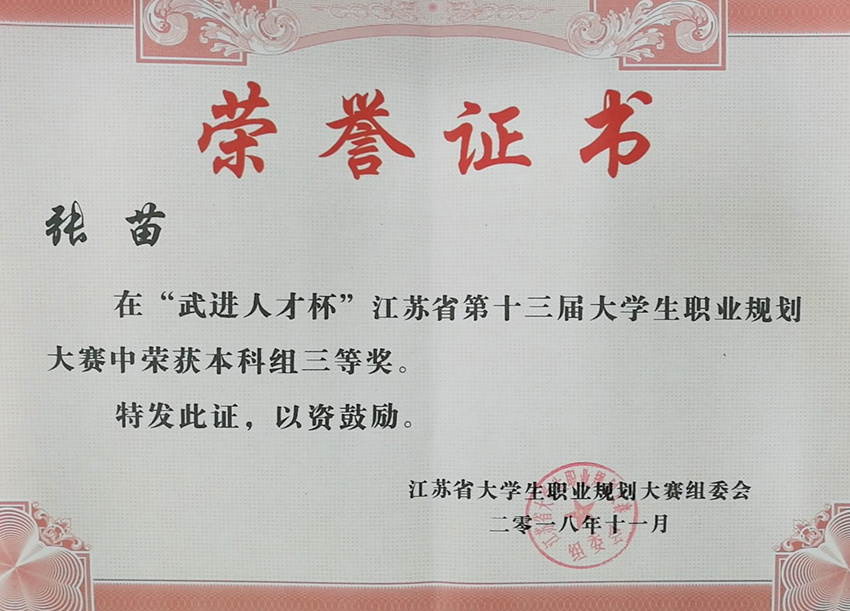 荣誉证书
张 苗
在“武进人才杯”江苏省第十三届大学生职业规划
大赛中荣获本科组三等奖。
特发此证，以资鼓励。
江苏省大学生职业规划大赛组委会
二零一八年十一月
组委会